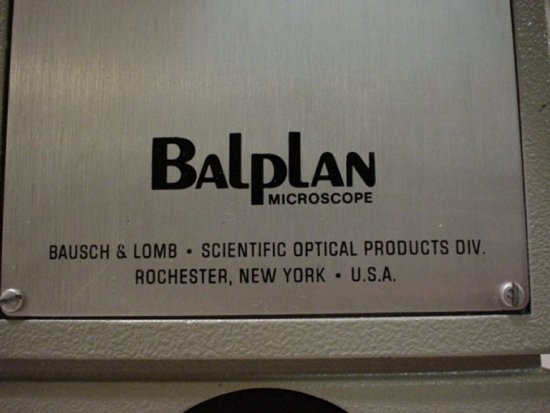 BALPLAN
MICROSCOPE
BAUSCH & LOMB • SCIENTIFIC OPTICAL PRODUCTS DIV.
ROCHESTER, NEW YORK • U.S.A.